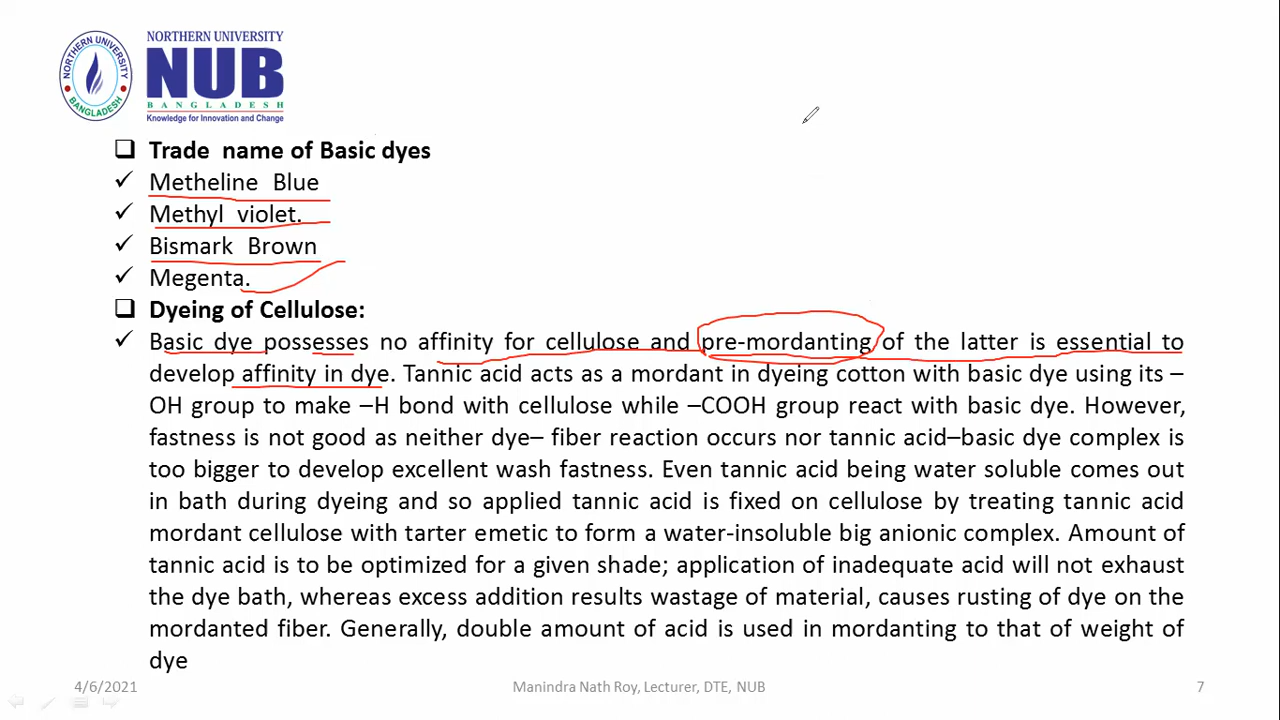 NORTHERN UNIVERSITY
BANGLADESH
NORTHERN UNIVERSITY
NUB
BANGLADESH
Knowledge for Innovation and Change
Trade name of Basic dyes
Metheline Blue
Methyl violet.
Bismark Brown
Megenta.
Dyeing of Cellulose:
Basic dye possesses no affinity for cellulose and pre-mordanting of the latter is essential to
develop affinity in dye. Tannic acid acts as a mordant in dyeing cotton with basic dye using its –
OH group to make –H bond with cellulose while –COOH group react with basic dye. However,
fastness is not good as neither dye– fiber reaction occurs nor tannic acid–basic dye complex is
too bigger to develop excellent wash fastness. Even tannic acid being water soluble comes out
in bath during dyeing and so applied tannic acid is fixed on cellulose by treating tannic acid
mordant cellulose with tarter emetic to form a water-insoluble big anionic complex. Amount of
tannic acid is to be optimized for a given shade; application of inadequate acid will not exhaust
the dye bath, whereas excess addition results wastage of material, causes rusting of dye on the
mordanted fiber. Generally, double amount of acid is used in mordanting to that of weight of
dye
4/6/2021
Manindra Nath Roy, Lecturer, DTE, NUB
7